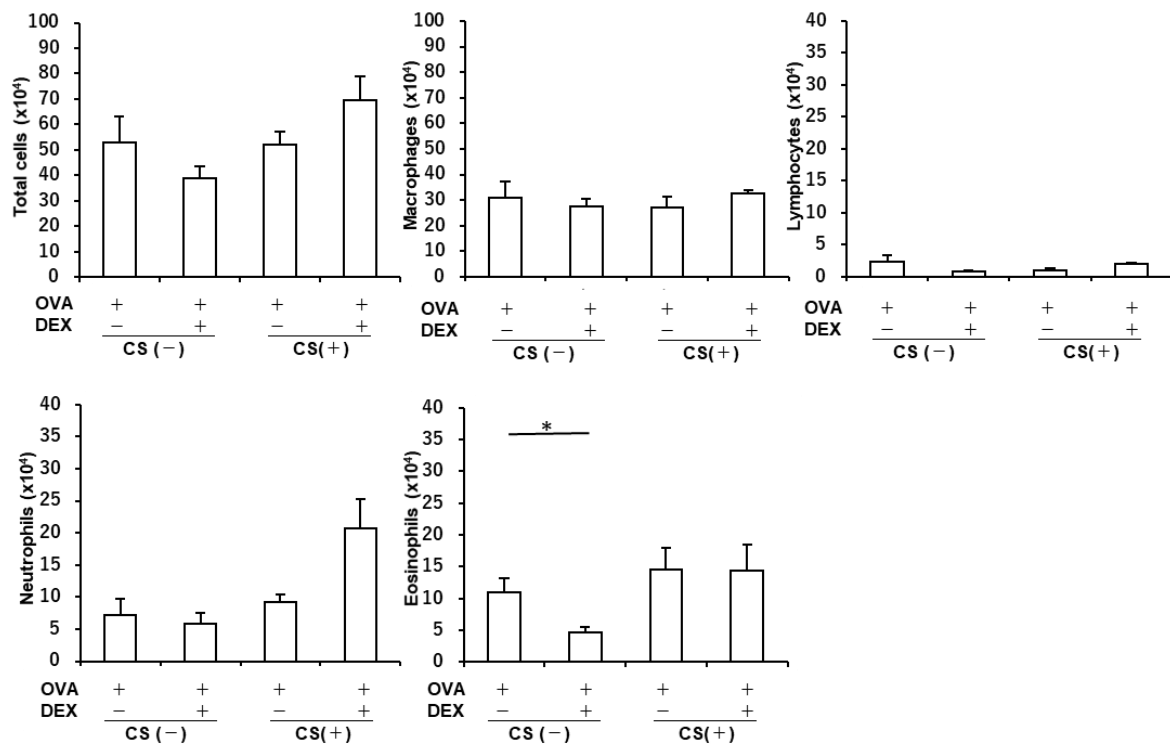 Total cells (x10⁴)
100
90
80
70
60
50
40
30
20
10
0
OVA + + + +
DEX − + − +
CS (−) CS(+)
Macrophages (x10⁴)
100
90
80
70
60
50
40
30
20
10
0
OVA + + + +
DEX − + − +
CS (−) CS(+)
Lymphocytes (x10⁴)
40
35
30
25
20
15
10
5
0
OVA + + + +
DEX − + − +
CS (−) CS(+)
Neutrophils (x10⁴)
40
35
30
25
20
15
10
5
0
OVA + + + +
DEX − + − +
CS (−) CS(+)
Eosinophils (x10⁴)
40
35
30
25
20
15
10
5
0
*
OVA + + + +
DEX − + − +
CS (−) CS(+)